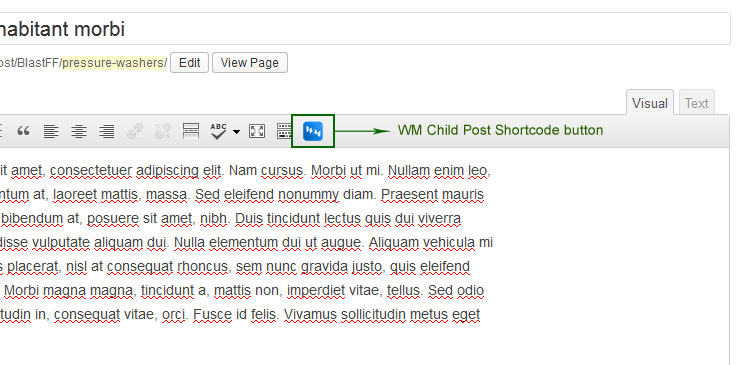 habitant morbi
ost/BlastFF/pressure-washers/ Edit View Page
Visual Text
ABC WM Child Post Shortcode button
it amet, consectetuer adipiscing elit. Nam cursus. Morbi ut mi. Nullam enim leo,
ntum at, laoreet mattis, massa. Sed eleifend nonummy diam. Praesent mauris
bibendum at, posuere sit amet, nibh. Duis tincidunt lectus quis dui viverra
disse vulputate aliquam dui. Nulla elementum dui ut augue. Aliquam vehicula mi
s placerat, nisl at consequat rhoncus, sem nunc gravida justo, quis eleifend
Morbi magna magna, tincidunt a, mattis non, imperdiet vitae, tellus. Sed odio
tudin in, consequat vitae, orci. Fusce id felis. Vivamus sollicitudin metus eget